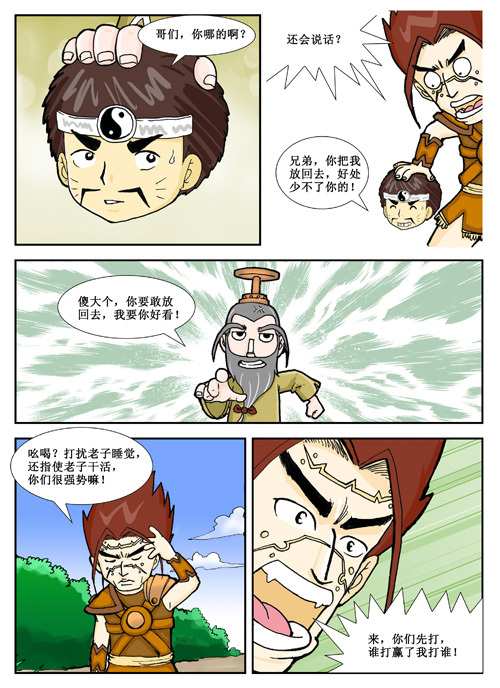 哥们，你哪的啊？
还会说话？
兄弟，你把我
放回去，好处
少不了你的！
傻大个，你要敢放
回去，我要你好看！
吆喝？打扰老子睡觉，
还指使老子干活，
你们很强势嘛！
来，你们先打，
谁打赢了我打谁！